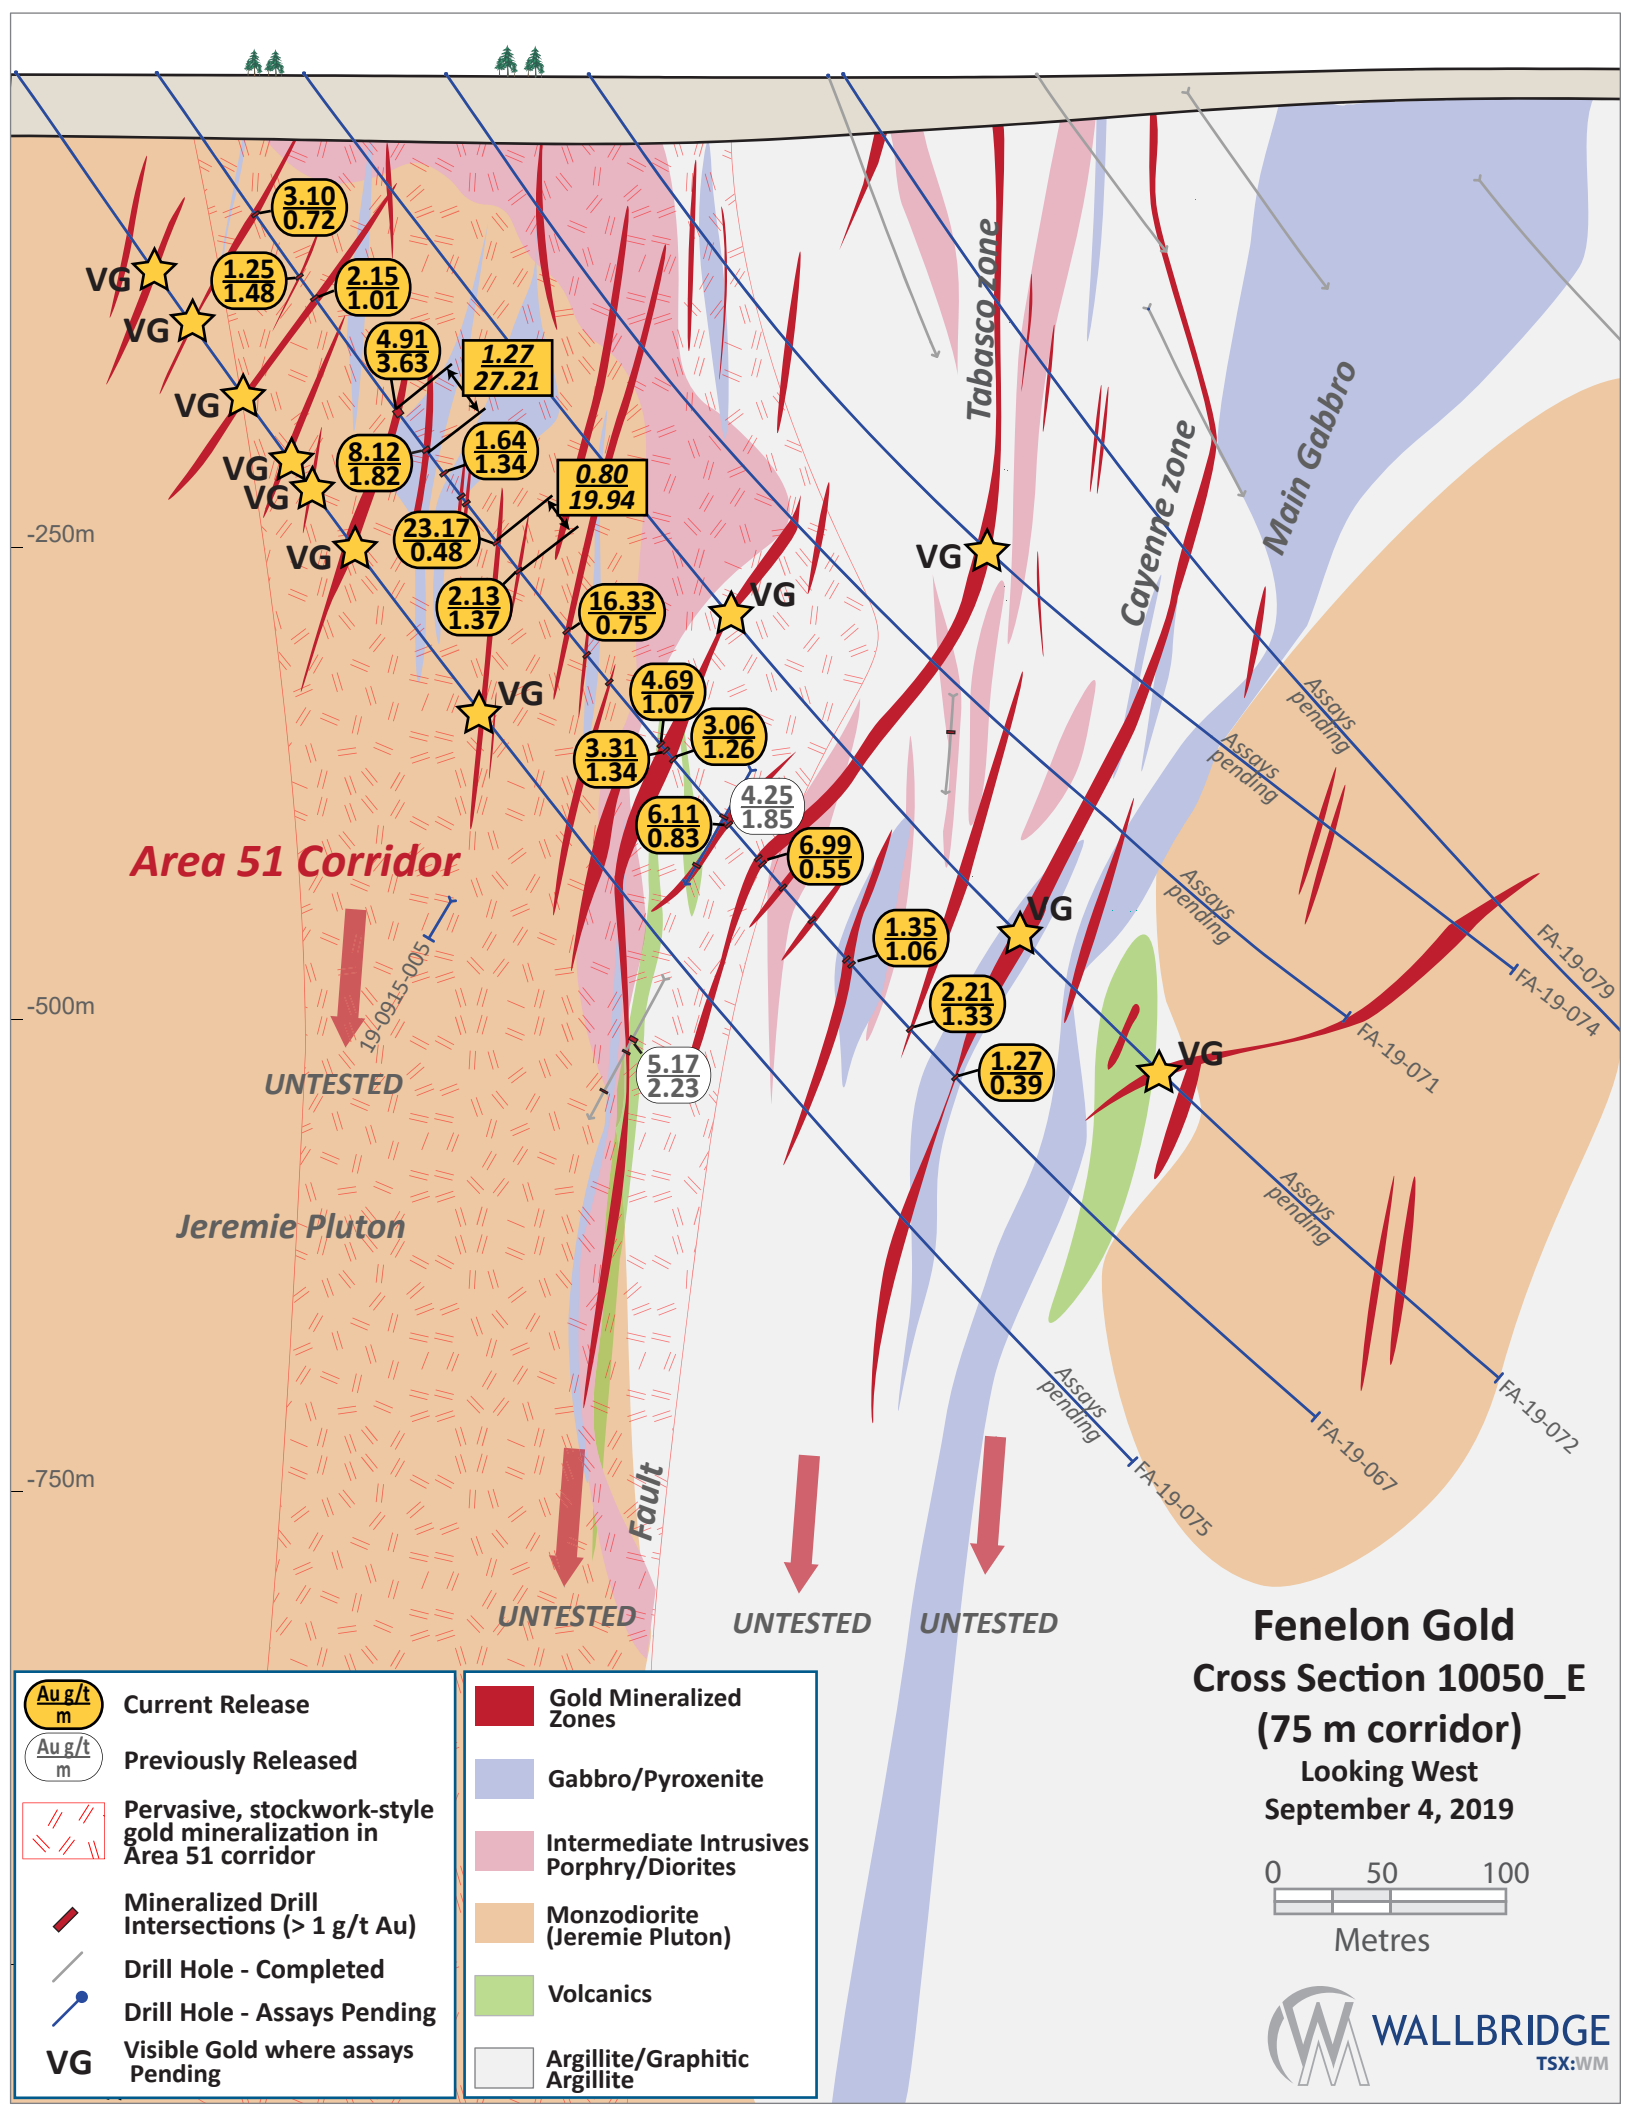 3.10
0.72
1.25
1.48
2.15
1.01
VG
VG
4.91
3.63
1.27
27.21
VG
8.12
1.82
1.64
1.34
VG
VG
0.80
19.94
-250m
23.17
0.48
VG
2.13
1.37
16.33
0.75
VG
VG
Tabasco zone
Cayenne zone
Main Gabbro
VG
4.69
1.07
3.06
1.26
3.31
1.34
4.25
1.85
6.11
0.83
6.99
0.55
Assays
pending
Assays
pending
Assays
pending
Area 51 Corridor
19-0915-005
UNTESTED
1.35
1.06
VG
2.21
1.33
-500m
5.17
2.23
1.27
0.39
VG
FA-19-079
FA-19-074
FA-19-071
Jeremie Pluton
Assays
pending
Assays
pending
FA-19-072
FA-19-067
FA-19-075
-750m
Fault
UNTESTED
UNTESTED
UNTESTED
Fenelon Gold
Cross Section 10050_E
(75 m corridor)
Looking West
September 4, 2019
0 50 100
Metres
WALLBRIDGE
TSX:WM
Au g/t
m
Current Release
Au g/t
m
Previously Released
Pervasive, stockwork-style
gold mineralization in
Area 51 corridor
Mineralized Drill
Intersections (> 1 g/t Au)
Drill Hole - Completed
Drill Hole - Assays Pending
VG
Visible Gold where assays
Pending
Gold Mineralized
Zones
Gabbro/Pyroxenite
Intermediate Intrusives
Porphry/Diorites
Monzodiorite
(Jeremie Pluton)
Volcanics
Argillite/Graphitic
Argillite